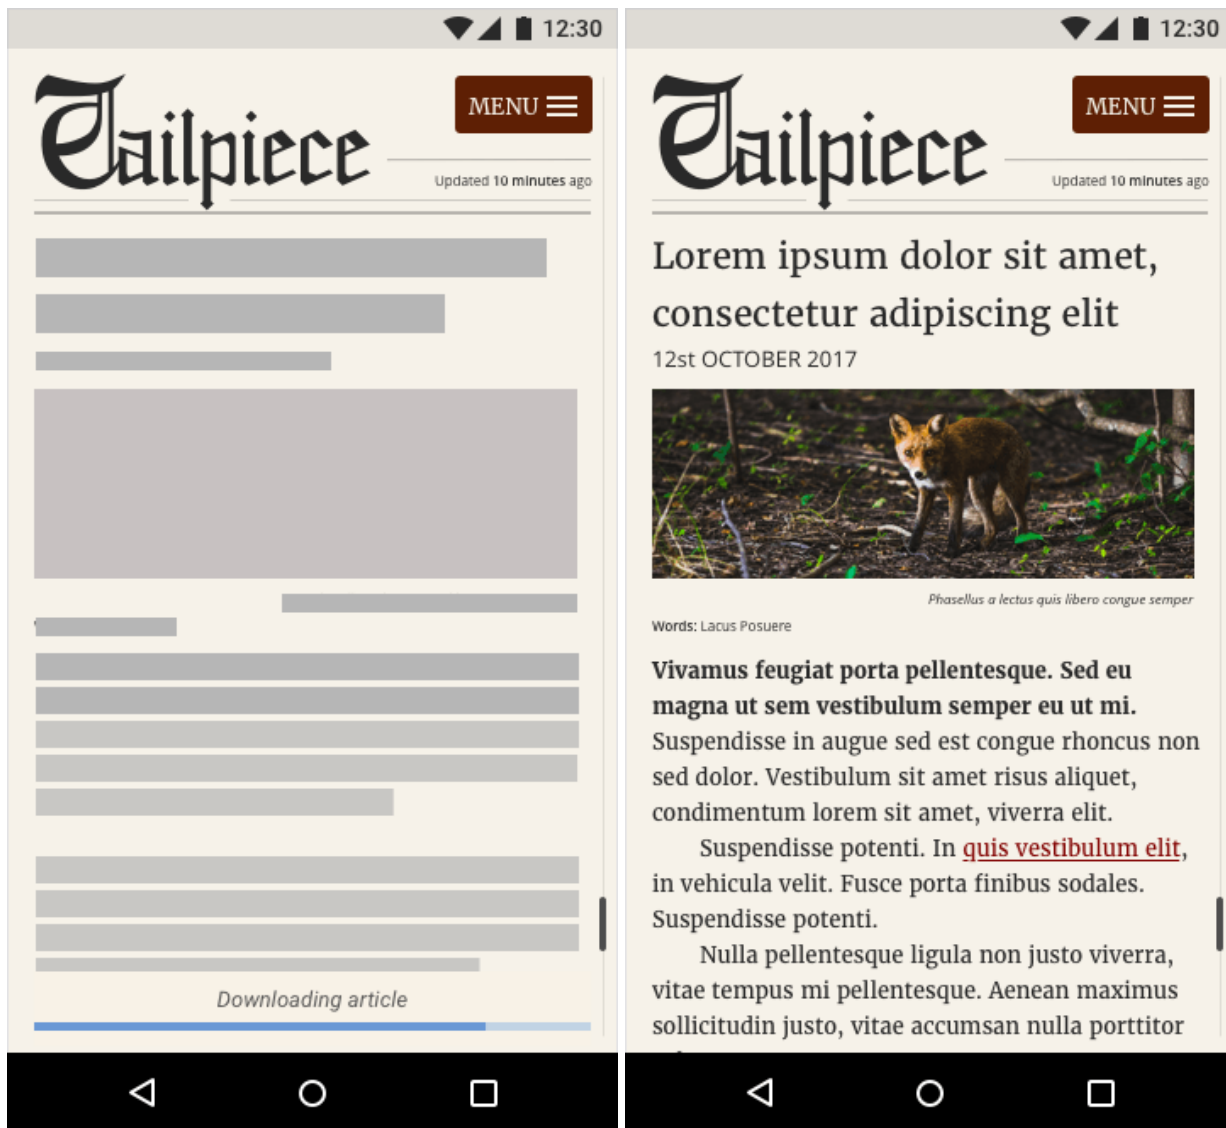 12:30
Tailpiece
MENU
Updated 10 minutes ago
Downloading article
12:30
Tailpiece
MENU
Updated 10 minutes ago
Lorem ipsum dolor sit amet,
consectetur adipiscing elit
12st OCTOBER 2017
Phasellus a lectus quis libero congue semper
Words: Lacus Posuere
Vivamus feugiat porta pellentesque. Sed eu
magna ut sem vestibulum semper eu ut mi.
Suspendisse in augue sed est congue rhoncus non
sed dolor. Vestibulum sit amet risus aliquet,
condimentum lorem sit amet, viverra elit.
Suspendisse potenti. In quis vestibulum elit,
in vehicula velit. Fusce porta finibus sodales.
Suspendisse potenti.
Nulla pellentesque ligula non justo viverra,
vitae tempus mi pellentesque. Aenean maximus
sollicitudin justo, vitae accumsan nulla porttitor